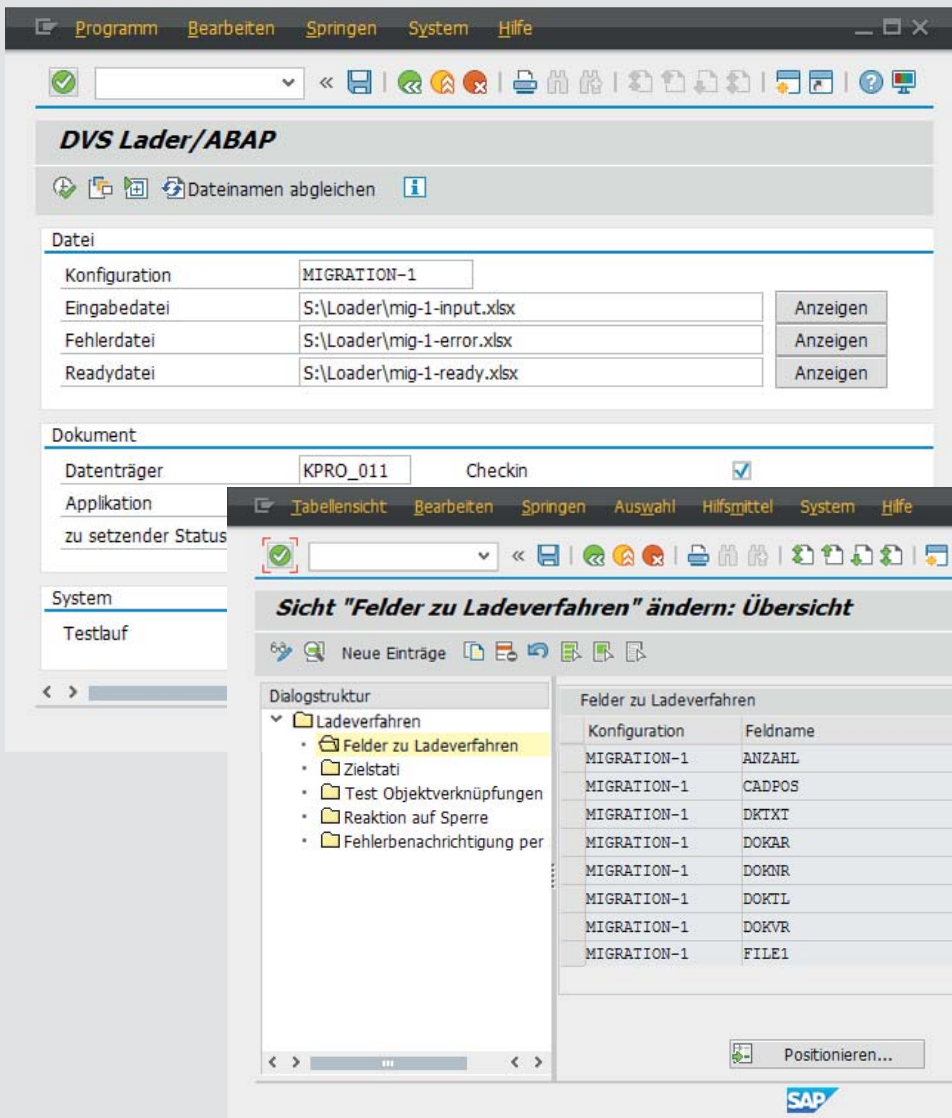 Programm Bearbeiten Springen System Hilfe
DVS Lader/ABAP
Dateinamen abgleichen
Datei
Konfiguration MIGRATION-1
Eingabedatei S:\Loader\mig-1-input.xlsx Anzeigen
Fehlerdatei S:\Loader\mig-1-error.xlsx Anzeigen
Readydatei S:\Loader\mig-1-ready.xlsx Anzeigen
Dokument
Datenträger KPRO_011 Checkin
Applikation
zu setzender Status
System
Testlauf
Tabellensicht Bearbeiten Springen Auswahl Hilfsmittel System Hilfe
Sicht "Felder zu Ladeverfahren" ändern: Übersicht
Neue Einträge
Dialogstruktur
Ladeverfahren
Felder zu Ladeverfahren
Zielstati
Test Objektverknüpfungen
Reaktion auf Sperre
Fehlerbenachrichtigung per
Felder zu Ladeverfahren
Konfiguration Feldname
MIGRATION-1 ANZAHL
MIGRATION-1 CADPOS
MIGRATION-1 DKTXT
MIGRATION-1 DOKAR
MIGRATION-1 DOKNR
MIGRATION-1 DOKTL
MIGRATION-1 DOKVR
MIGRATION-1 FILE1
Positionieren...
SAP